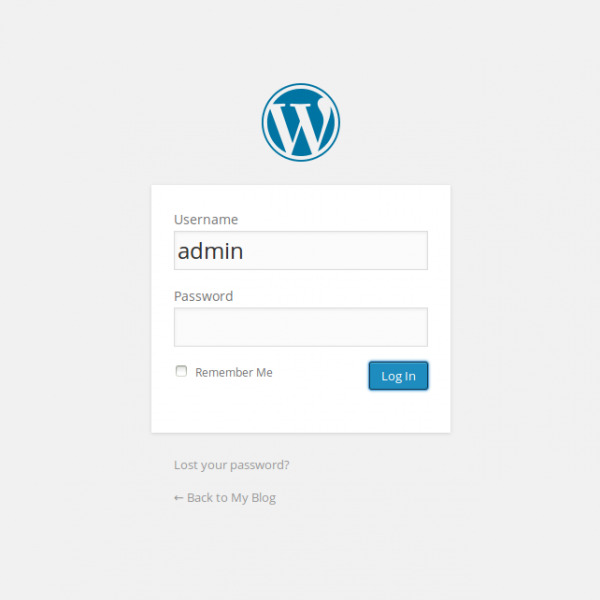 W
Username
admin
Password
Remember Me
Log In
Lost your password?
← Back to My Blog